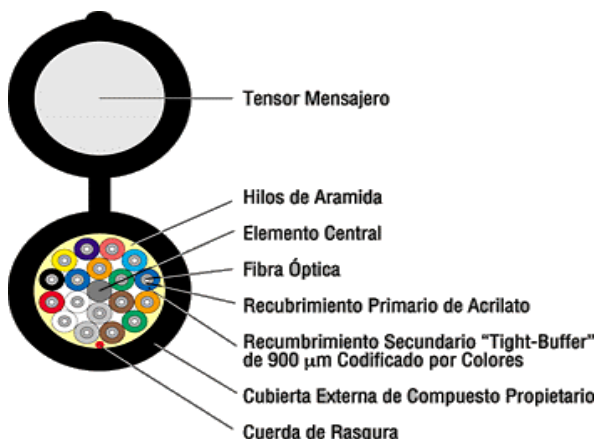 Tensor Mensajero
Hilos de Aramida
Elemento Central
Fibra Óptica
Recubrimiento Primario de Acrilato
Recumbrimiento Secundario “Tight-Buffer”
de 900 μm Codificado por Colores
Cubierta Externa de Compuesto Propietario
Cuerda de Rasgura